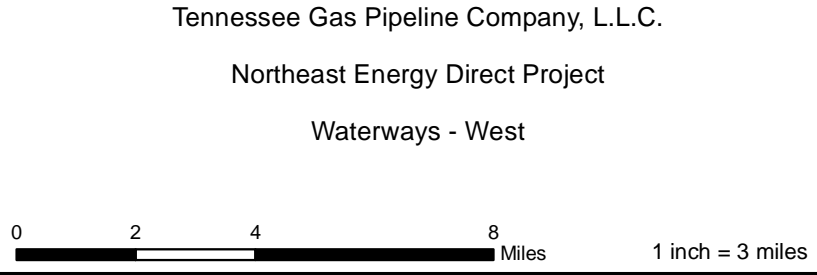 Tennessee Gas Pipeline Company, L.L.C.
Northeast Energy Direct Project
Waterways - West
0 2 4 8
Miles 1 inch = 3 miles